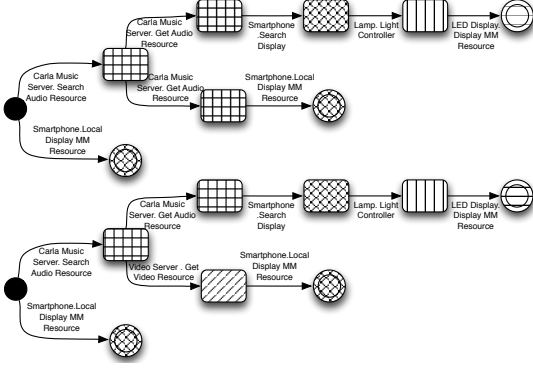 Carla Music
Server. Get Audio
Resource
Smartphone
.Search
Display
Lamp. Light
Controller
LED Display.
Display MM
Resource
Carla Music
Server. Search
Audio Resource
Carla Music
Server. Get Audio
Resource
Smartphone.Local
Display MM
Resource
Smartphone.Local
Display MM
Resource
Carla Music
Server. Get Audio
Resource
Smartphone
.Search
Display
Lamp. Light
Controller
LED Display.
Display MM
Resource
Carla Music
Server. Search
Audio Resource
Video Server . Get
Video Resource
Smartphone.Local
Display MM
Resource
Smartphone.Local
Display MM
Resource